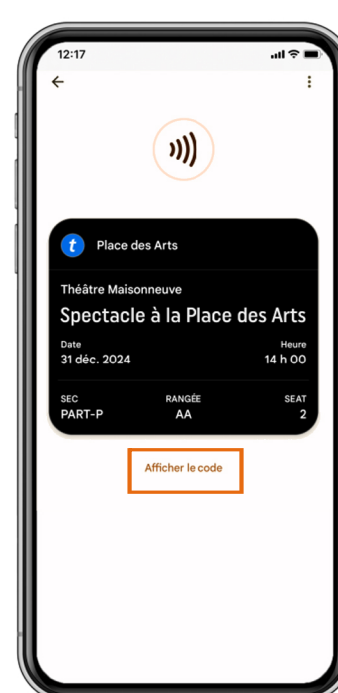 12:17
t Place des Arts
Théâtre Maisonneuve
Spectacle à la Place des Arts
Date Heure
31 déc. 2024 14 h 00
SEC RANGÉE SEAT
PART-P AA 2
Afficher le code